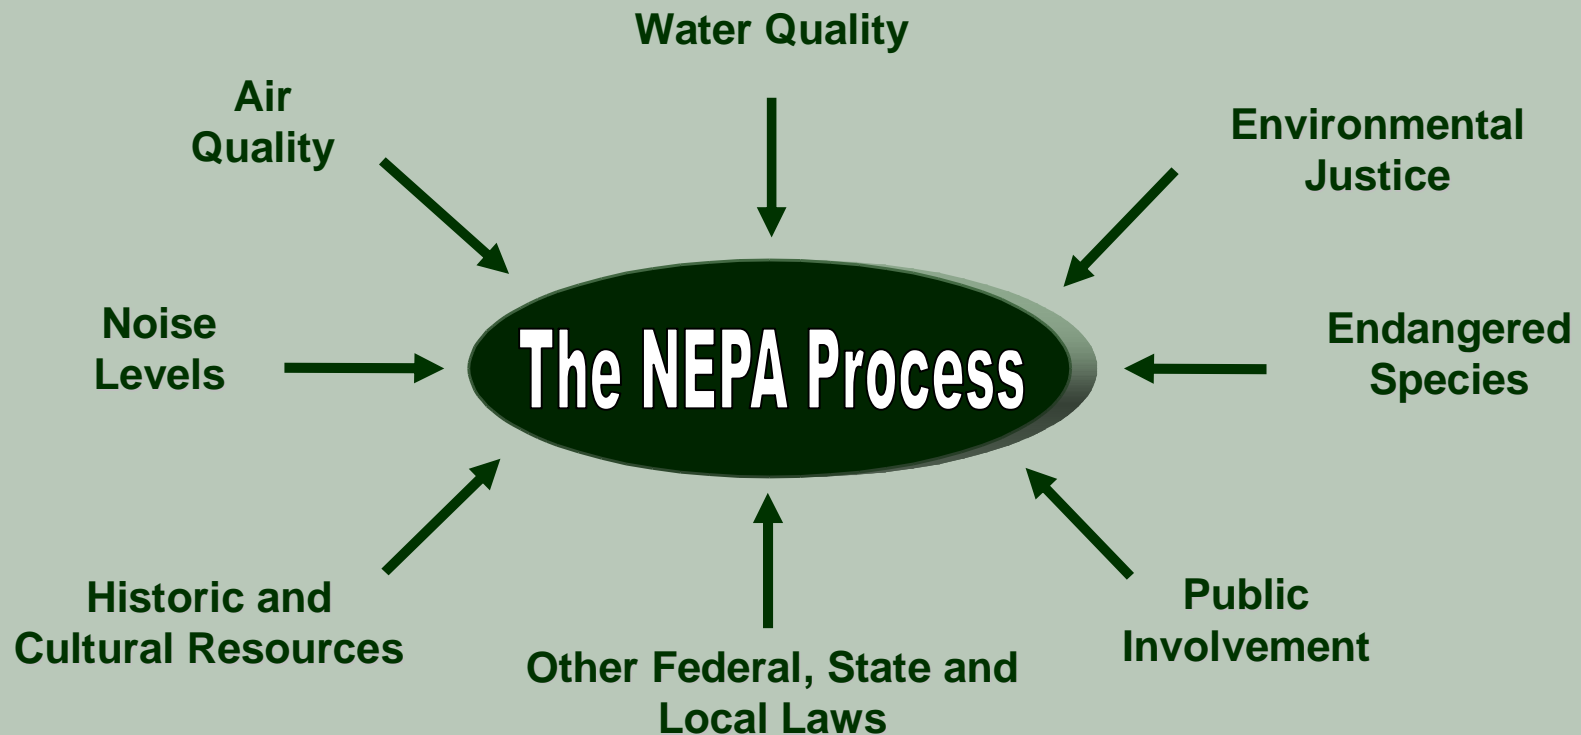 Water Quality
Air
Quality
Environmental
Justice
Noise
Levels
The NEPA Process
Endangered
Species
Historic and
Cultural Resources
Other Federal, State and
Local Laws
Public
Involvement